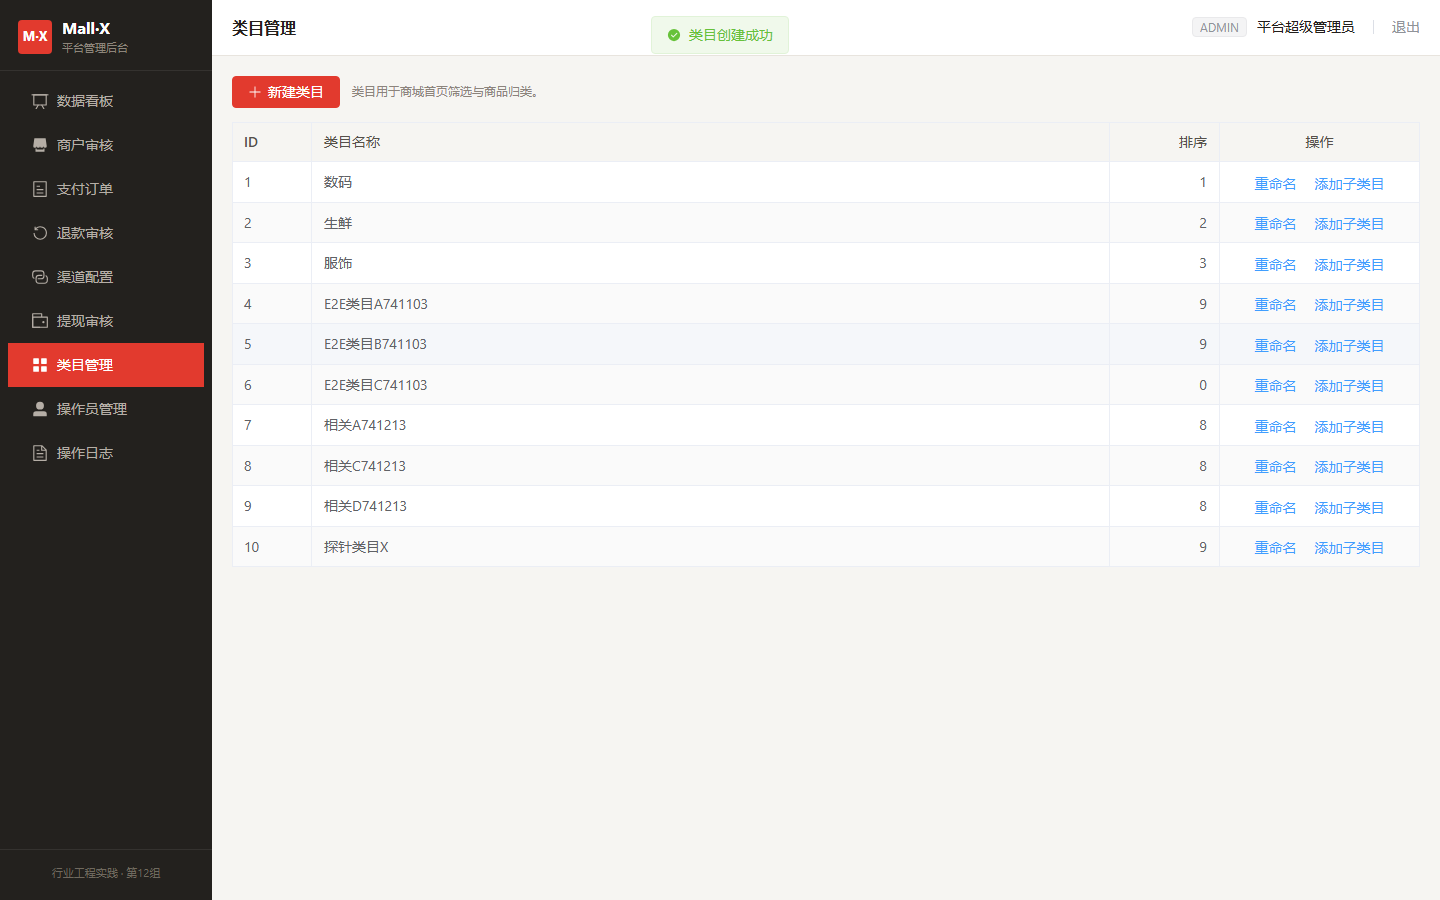 M·X
Mall·X
平台管理后台
数据看板
商户审核
支付订单
退款审核
渠道配置
提现审核
类目管理
操作员管理
操作日志
行业工程实践 · 第12组
类目管理
类目创建成功
ADMIN 平台超级管理员 退出
新建类目 类目用于商城首页筛选与商品归类。
ID 类目名称 排序 操作
1 数码 1 重命名 添加子类目
2 生鲜 2 重命名 添加子类目
3 服饰 3 重命名 添加子类目
4 E2E类目A741103 9 重命名 添加子类目
5 E2E类目B741103 9 重命名 添加子类目
6 E2E类目C741103 0 重命名 添加子类目
7 相关A741213 8 重命名 添加子类目
8 相关C741213 8 重命名 添加子类目
9 相关D741213 8 重命名 添加子类目
10 探针类目X 9 重命名 添加子类目